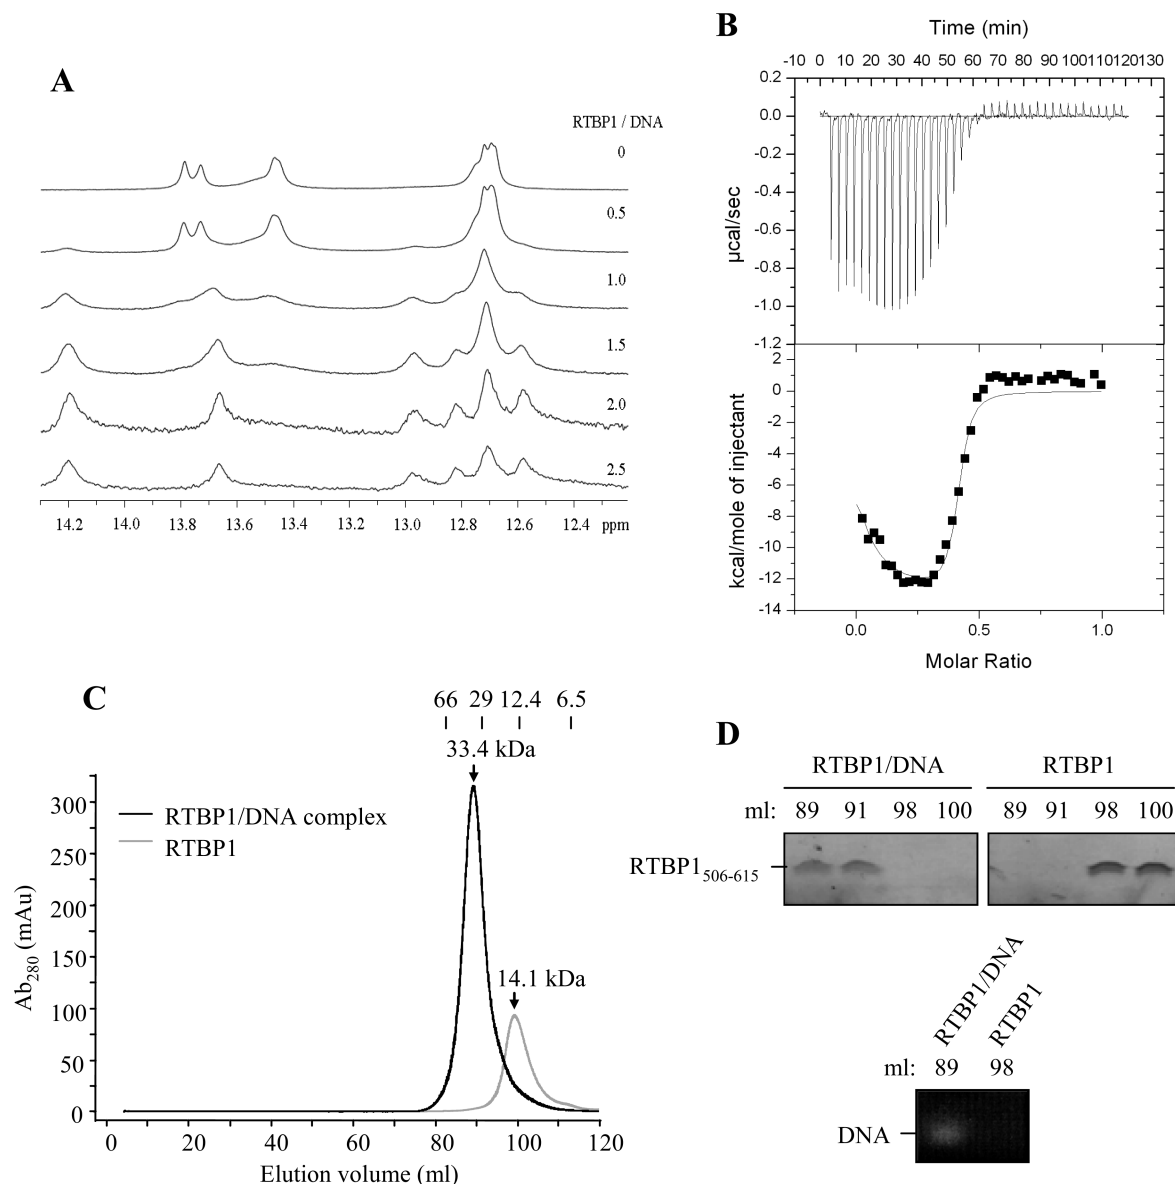 A
RTBP1 / DNA
0
0.5
1.0
1.5
2.0
2.5
14.2 14.0 13.8 13.6 13.4 13.2 13.0 12.8 12.6 12.4 ppm
B
Time (min)
-10 0 10 20 30 40 50 60 70 80 90 100 110 120 130
0.2
0.0
-0.2
-0.4
-0.6
-0.8
-1.0
-1.2
µcal/sec
2
0
-2
-4
-6
-8
-10
-12
-14
kcal/mole of injectant
0.0 0.5 1.0
Molar Ratio
C
66 29 12.4 6.5
33.4 kDa
RTBP1/DNA complex
RTBP1
14.1 kDa
300
250
200
150
100
50
0
Ab280 (mAu)
0 20 40 60 80 100 120
Elution volume (ml)
D
RTBP1/DNA RTBP1
ml: 89 91 98 100 89 91 98 100
RTBP1506-615
RTBP1/DNA
RTBP1
ml: 89 98
DNA